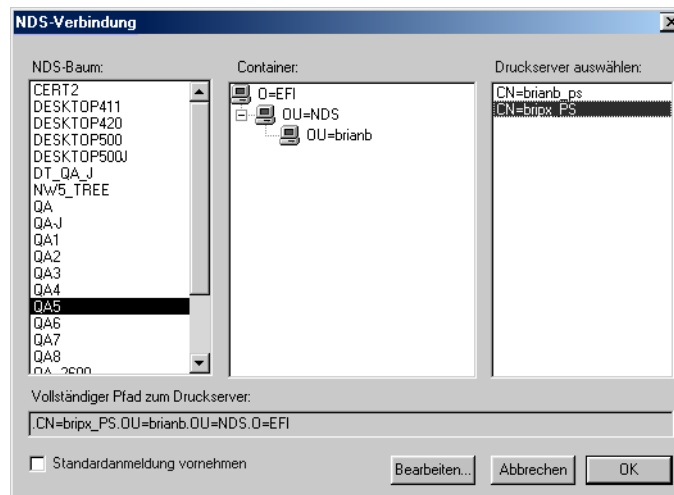 NDS-Verbindung
NDS-Baum:
CERT2
DESKTOP411
DESKTOP420
DESKTOP500
DESKTOP500J
DT_QA_J
NW5_TREE
QA
QA-J
QA1
QA2
QA3
QA4
QA5
QA6
QA7
QA8
QA_2600
Container:
O=EFI
OU=NDS
OU=brianb
Druckserver auswählen:
CN=brianb_ps
CN=bripx_PS
Vollständiger Pfad zum Druckserver:
.CN=bripx_PS.OU=brianb.OU=NDS.O=EFI
Standardanmeldung vornehmen
Bearbeiten...
Abbrechen
OK